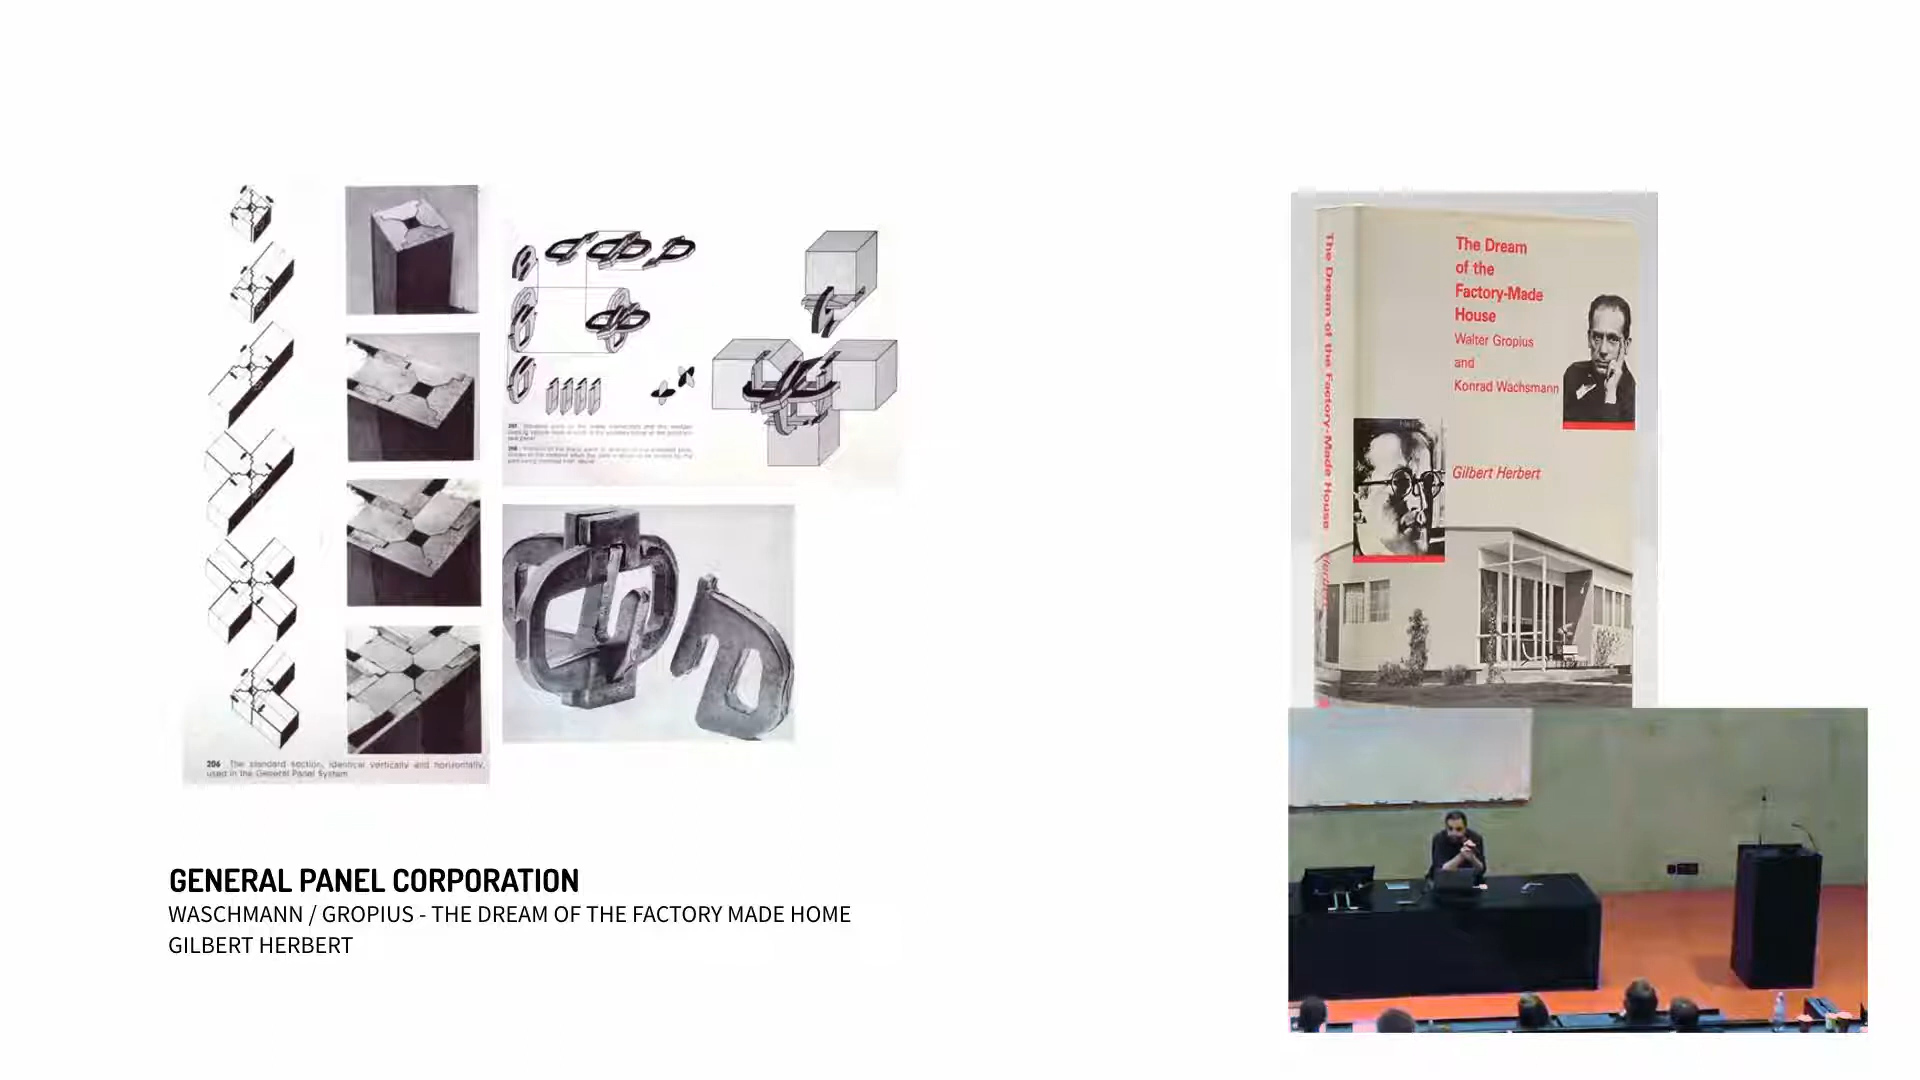 206 The standard section, identical vertically and horizontally,
used in the General Panel System
207
208
The Dream of the Factory-Made House
The Dream
of the
Factory-Made
House
Walter Gropius
and
Konrad Wachsmann
Gilbert Herbert
GENERAL PANEL CORPORATION
WASCHMANN / GROPIUS - THE DREAM OF THE FACTORY MADE HOME
GILBERT HERBERT